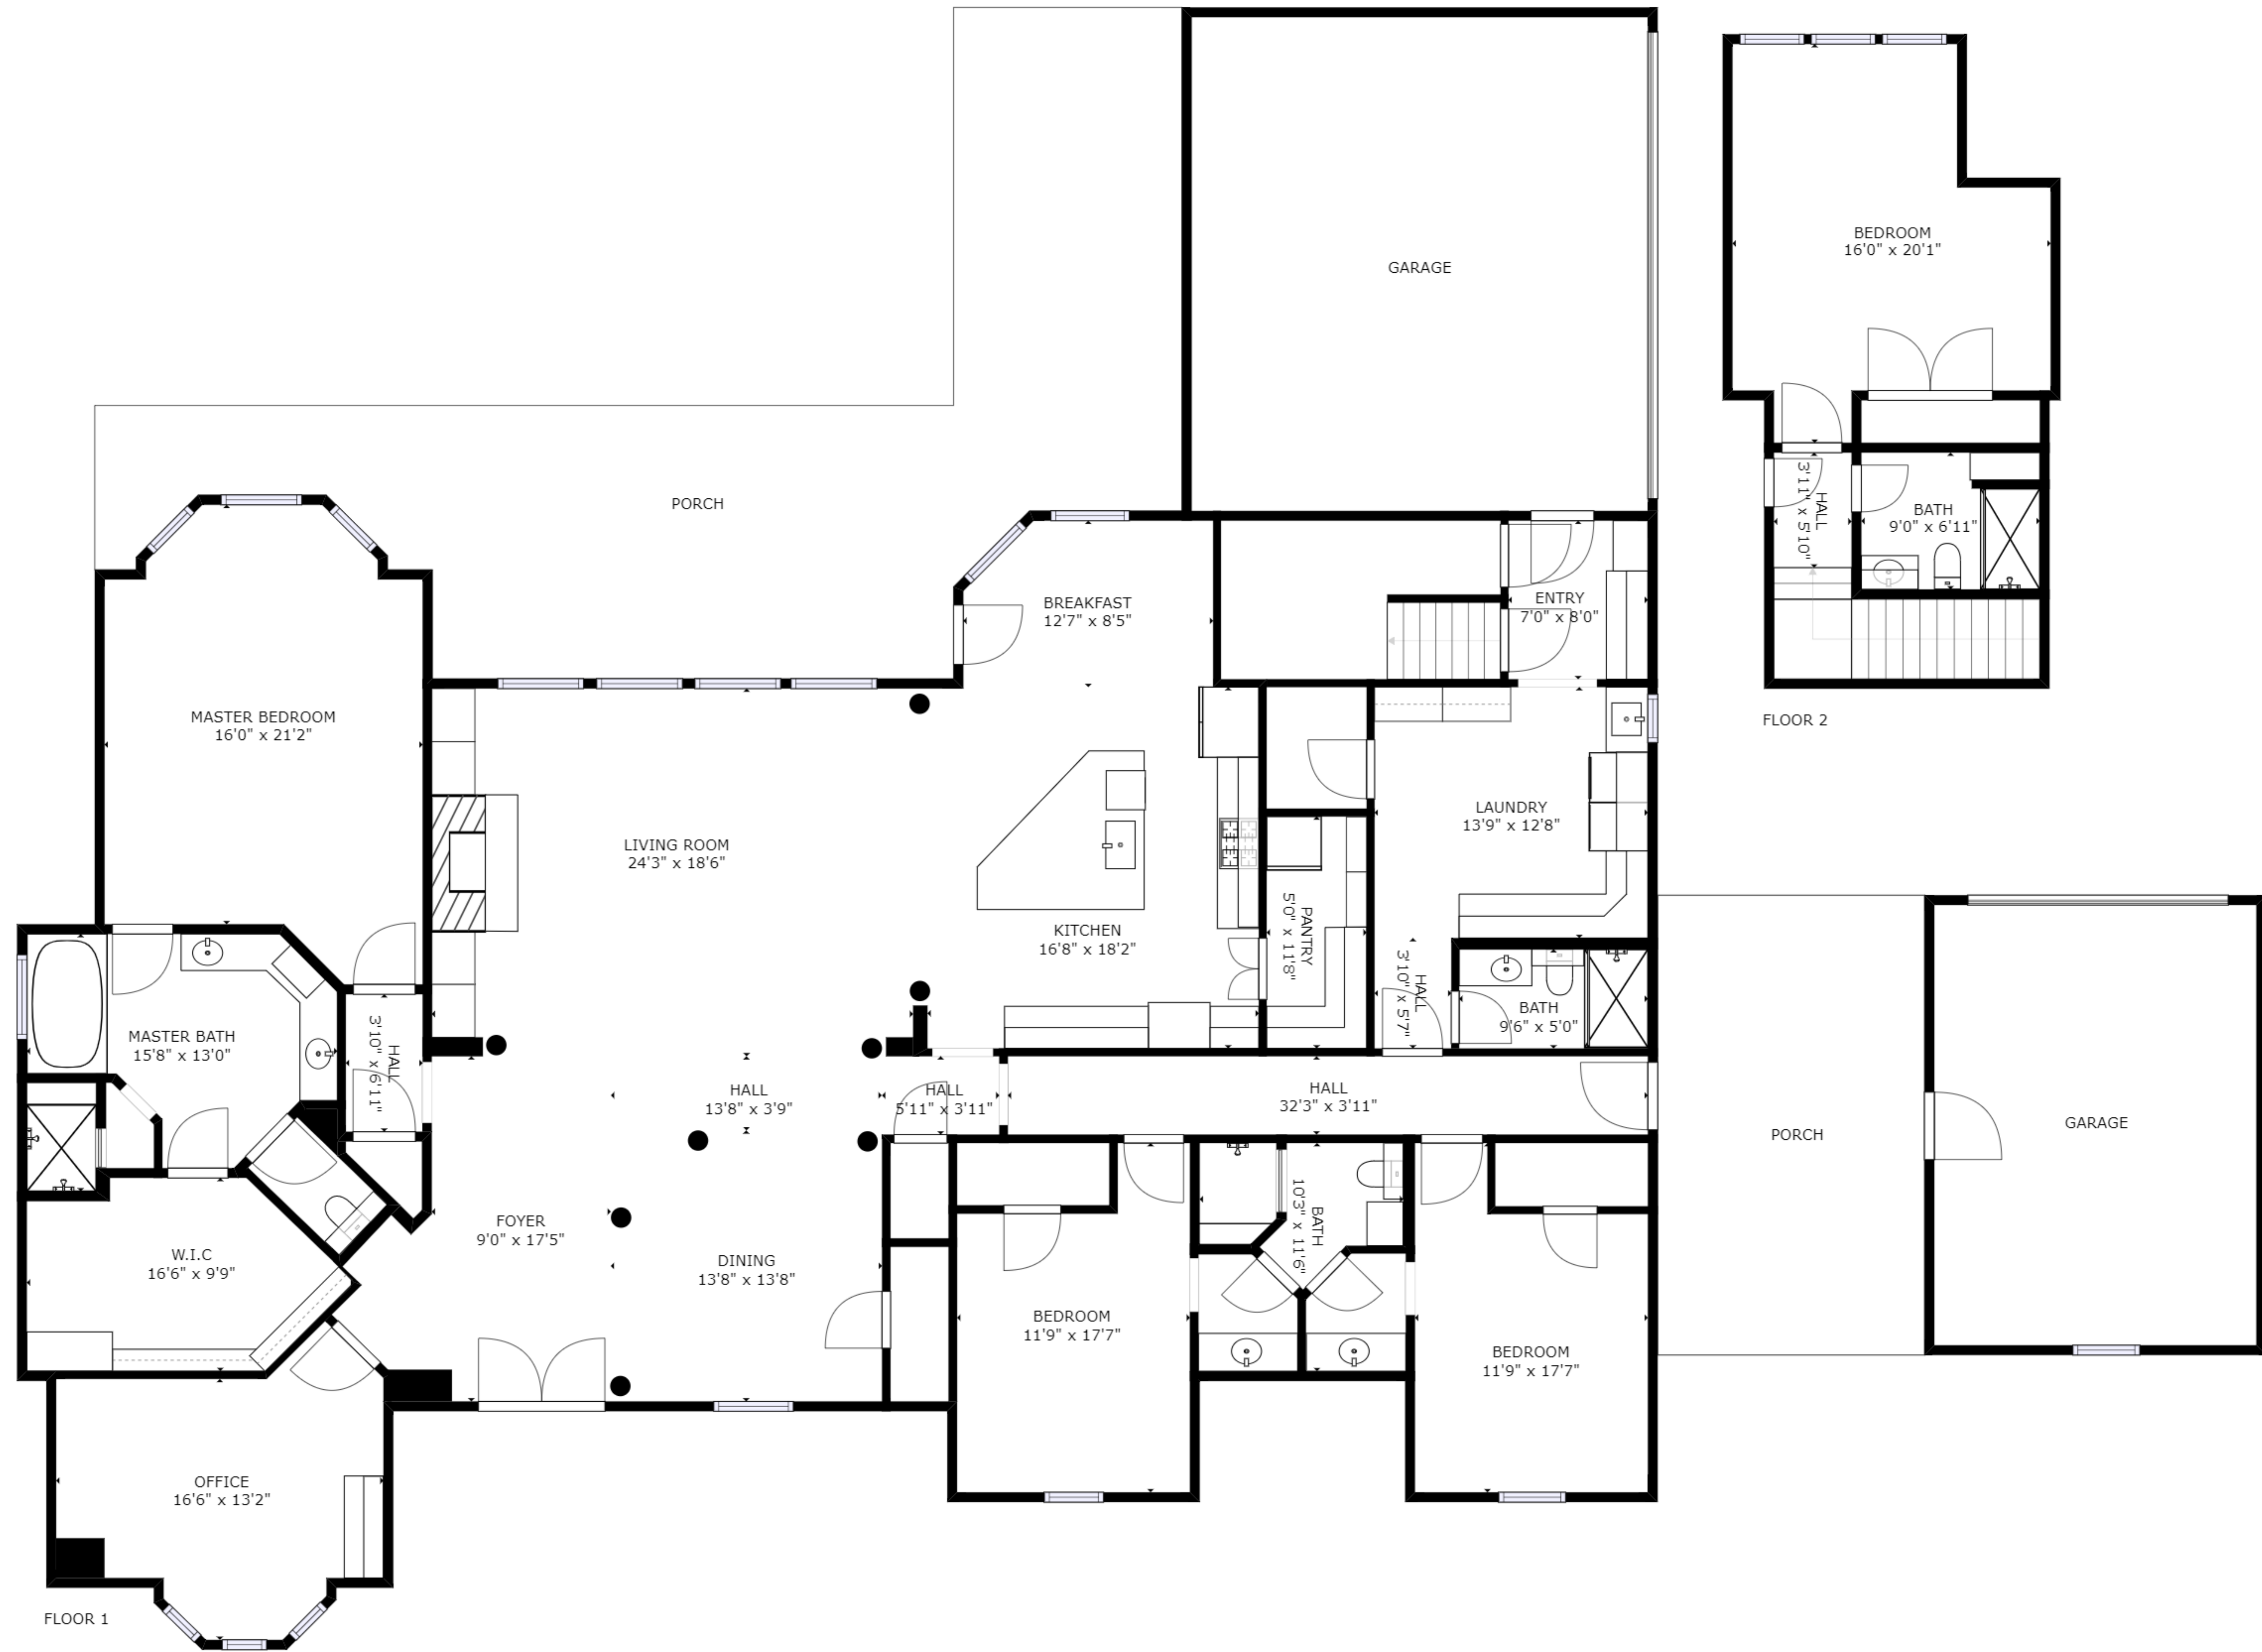 GARAGE
BEDROOM
16'0" x 20'1"
PORCH
HALL
3'11" x 5'10"
BATH
9'0" x 6'11"
BREAKFAST
12'7" x 8'5"
ENTRY
7'0" x 8'0"
MASTER BEDROOM
16'0" x 21'2"
FLOOR 2
LIVING ROOM
24'3" x 18'6"
LAUNDRY
13'9" x 12'8"
KITCHEN
16'8" x 18'2"
PANTRY
5'0" x 11'8"
HALL
3'10" x 5'7"
BATH
9'6" x 5'0"
MASTER BATH
15'8" x 13'0"
HALL
3'10" x 6'11"
HALL
13'8" x 3'9"
HALL
5'11" x 3'11"
HALL
32'3" x 3'11"
PORCH
GARAGE
FOYER
9'0" x 17'5"
BATH
10'3" x 11'6"
W.I.C
16'6" x 9'9"
DINING
13'8" x 13'8"
BEDROOM
11'9" x 17'7"
BEDROOM
11'9" x 17'7"
OFFICE
16'6" x 13'2"
FLOOR 1